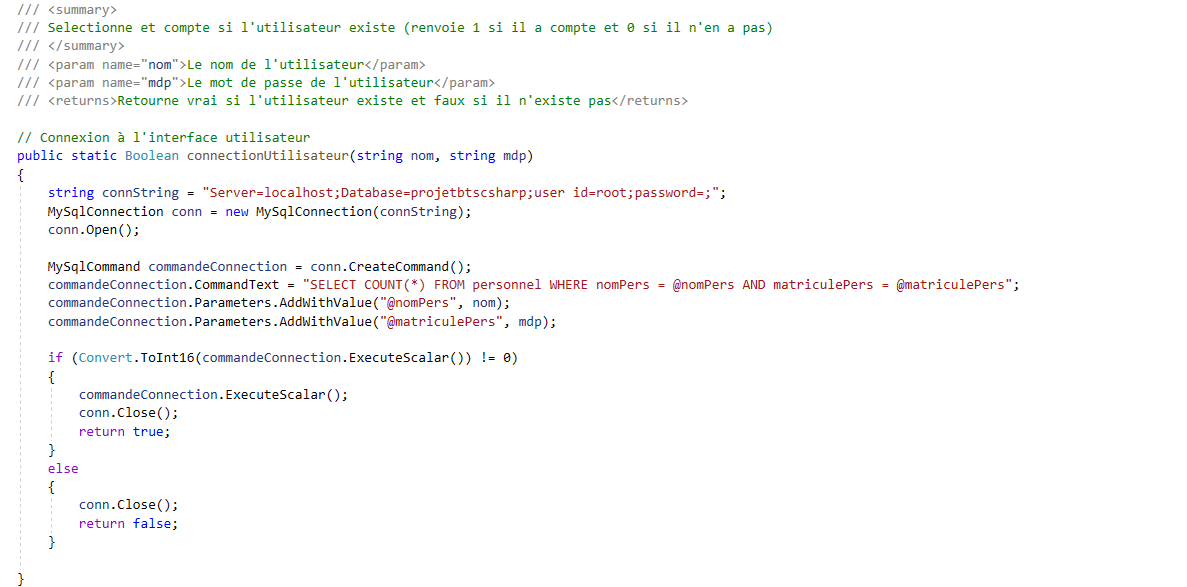 /// <summary>
/// Selectionne et compte si l'utilisateur existe (renvoie 1 si il a compte et 0 si il n'en a pas)
/// </summary>
/// <param name="nom">Le nom de l'utilisateur</param>
/// <param name="mdp">Le mot de passe de l'utilisateur</param>
/// <returns>Retourne vrai si l'utilisateur existe et faux si il n'existe pas</returns>
// Connexion à l'interface utilisateur
public static Boolean connectionUtilisateur(string nom, string mdp)
{
string connString = "Server=localhost;Database=projetbtscsharp;user id=root;password=;";
MySqlConnection conn = new MySqlConnection(connString);
conn.Open();
MySqlCommand commandeConnection = conn.CreateCommand();
commandeConnection.CommandText = "SELECT COUNT(*) FROM personnel WHERE nomPers = @nomPers AND matriculePers = @matriculePers";
commandeConnection.Parameters.AddWithValue("@nomPers", nom);
commandeConnection.Parameters.AddWithValue("@matriculePers", mdp);
if (Convert.ToInt16(commandeConnection.ExecuteScalar()) != 0)
{
commandeConnection.ExecuteScalar();
conn.Close();
return true;
}
else
{
conn.Close();
return false;
}
}